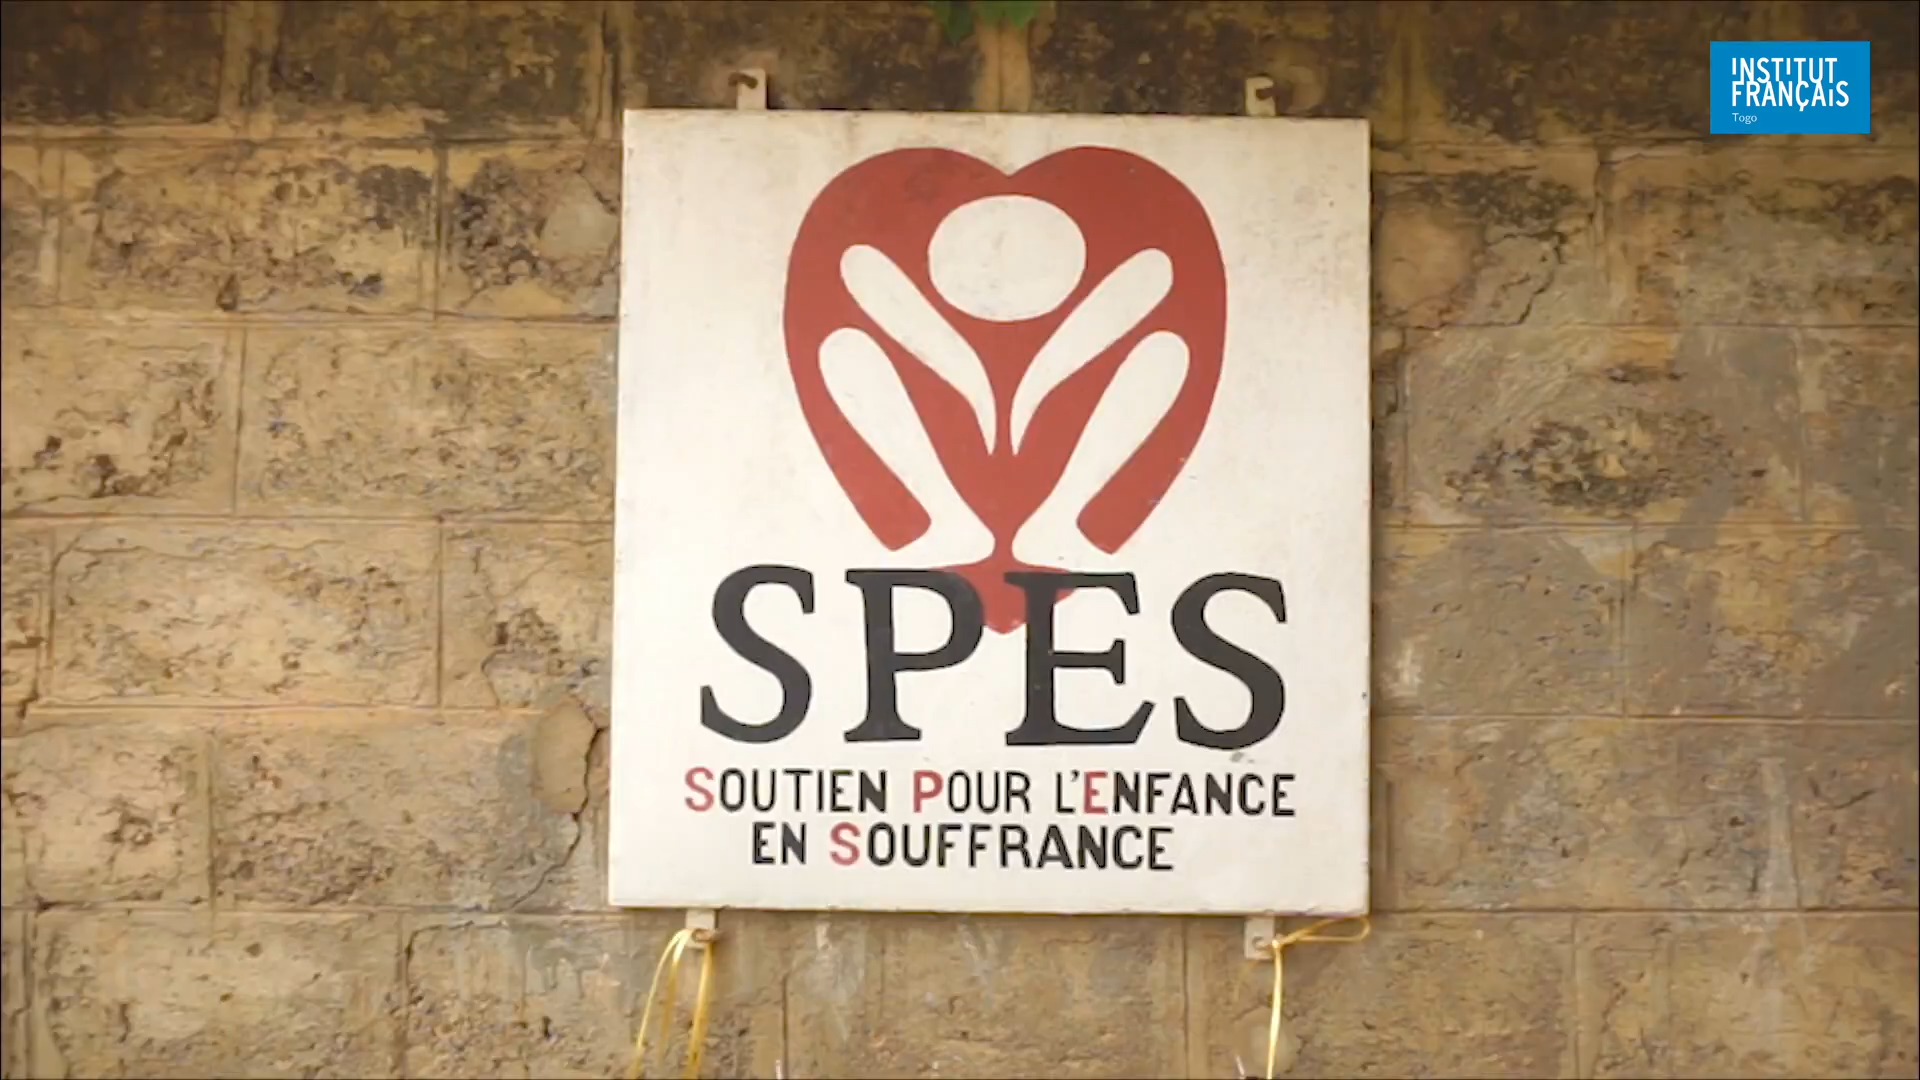 INSTITUT
FRANÇAIS
Togo
SPES
SOUTIEN POUR L'ENFANCE
EN SOUFFRANCE